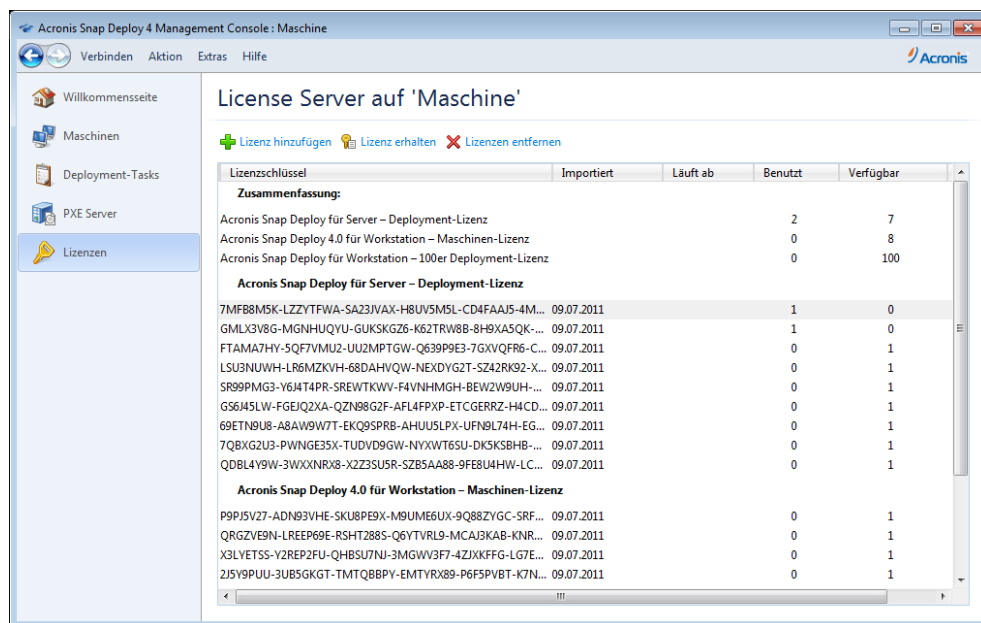 Acronis Snap Deploy 4 Management Console : Maschine
Verbinden Aktion Extras Hilfe
Acronis
Willkommensseite
Maschinen
Deployment-Tasks
PXE Server
Lizenzen
License Server auf 'Maschine'
Lizenz hinzufügen Lizenz erhalten Lizenzen entfernen
Lizenzschlüssel Importiert Läuft ab Benutzt Verfügbar
Zusammenfassung:
Acronis Snap Deploy für Server – Deployment-Lizenz 2 7
Acronis Snap Deploy 4.0 für Workstation – Maschinen-Lizenz 0 8
Acronis Snap Deploy für Workstation – 100er Deployment-Lizenz 0 100
Acronis Snap Deploy für Server – Deployment-Lizenz
7MFB8M5K-LZZYTFWA-SA23JVAX-H8UV5M5L-CD4FAAJ5-4M... 09.07.2011 1 0
GMLX3V8G-MGNHUQYU-GUKSKGZ6-K62TRW8B-8H9XA5QK-... 09.07.2011 1 0
FTAMA7HY-5QF7VMU2-UU2MPTGW-Q639P9E3-7GXVQFR6-C... 09.07.2011 0 1
LSU3NUWH-LR6MZKVH-68DAHVQW-NEXDYG2T-SZ42RK92-X... 09.07.2011 0 1
SR99PMG3-Y6J4T4PR-SREWTKWV-F4VNHMGH-BEW2W9UH-... 09.07.2011 0 1
GS6J45LW-FGEJQ2XA-QZN98G2F-AFL4FPXP-ETCGERRZ-H4CD... 09.07.2011 0 1
69ETN9U8-A8AW9W7T-EKQ9SPRB-AHUU5LPX-UFN9L74H-EG... 09.07.2011 0 1
7QBXG2U3-PWNGE35X-TUDVD9GW-NYXWT6SU-DK5KSBHB-... 09.07.2011 0 1
QDBL4Y9W-3WXXNRX8-X2Z3SU5R-SZB5AA88-9FE8U4HW-LC... 09.07.2011 0 1
Acronis Snap Deploy 4.0 für Workstation – Maschinen-Lizenz
P9PJ5V27-ADN93VHE-SKU8PE9X-M9UME6UX-9Q88ZYGC-SRF... 09.07.2011 0 1
QRGZVE9N-LREEP69E-RSHT288S-Q6YTVRL9-MCAJ3KAB-KNR... 09.07.2011 0 1
X3LYETSS-Y2REP2FU-QHBSU7NJ-3MGWV3F7-4ZJXKFFG-LG7E... 09.07.2011 0 1
2J5Y9PUU-3UB5GKGT-TMTQBBPY-EMTYRX89-P6F5PVBT-K7N... 09.07.2011 0 1